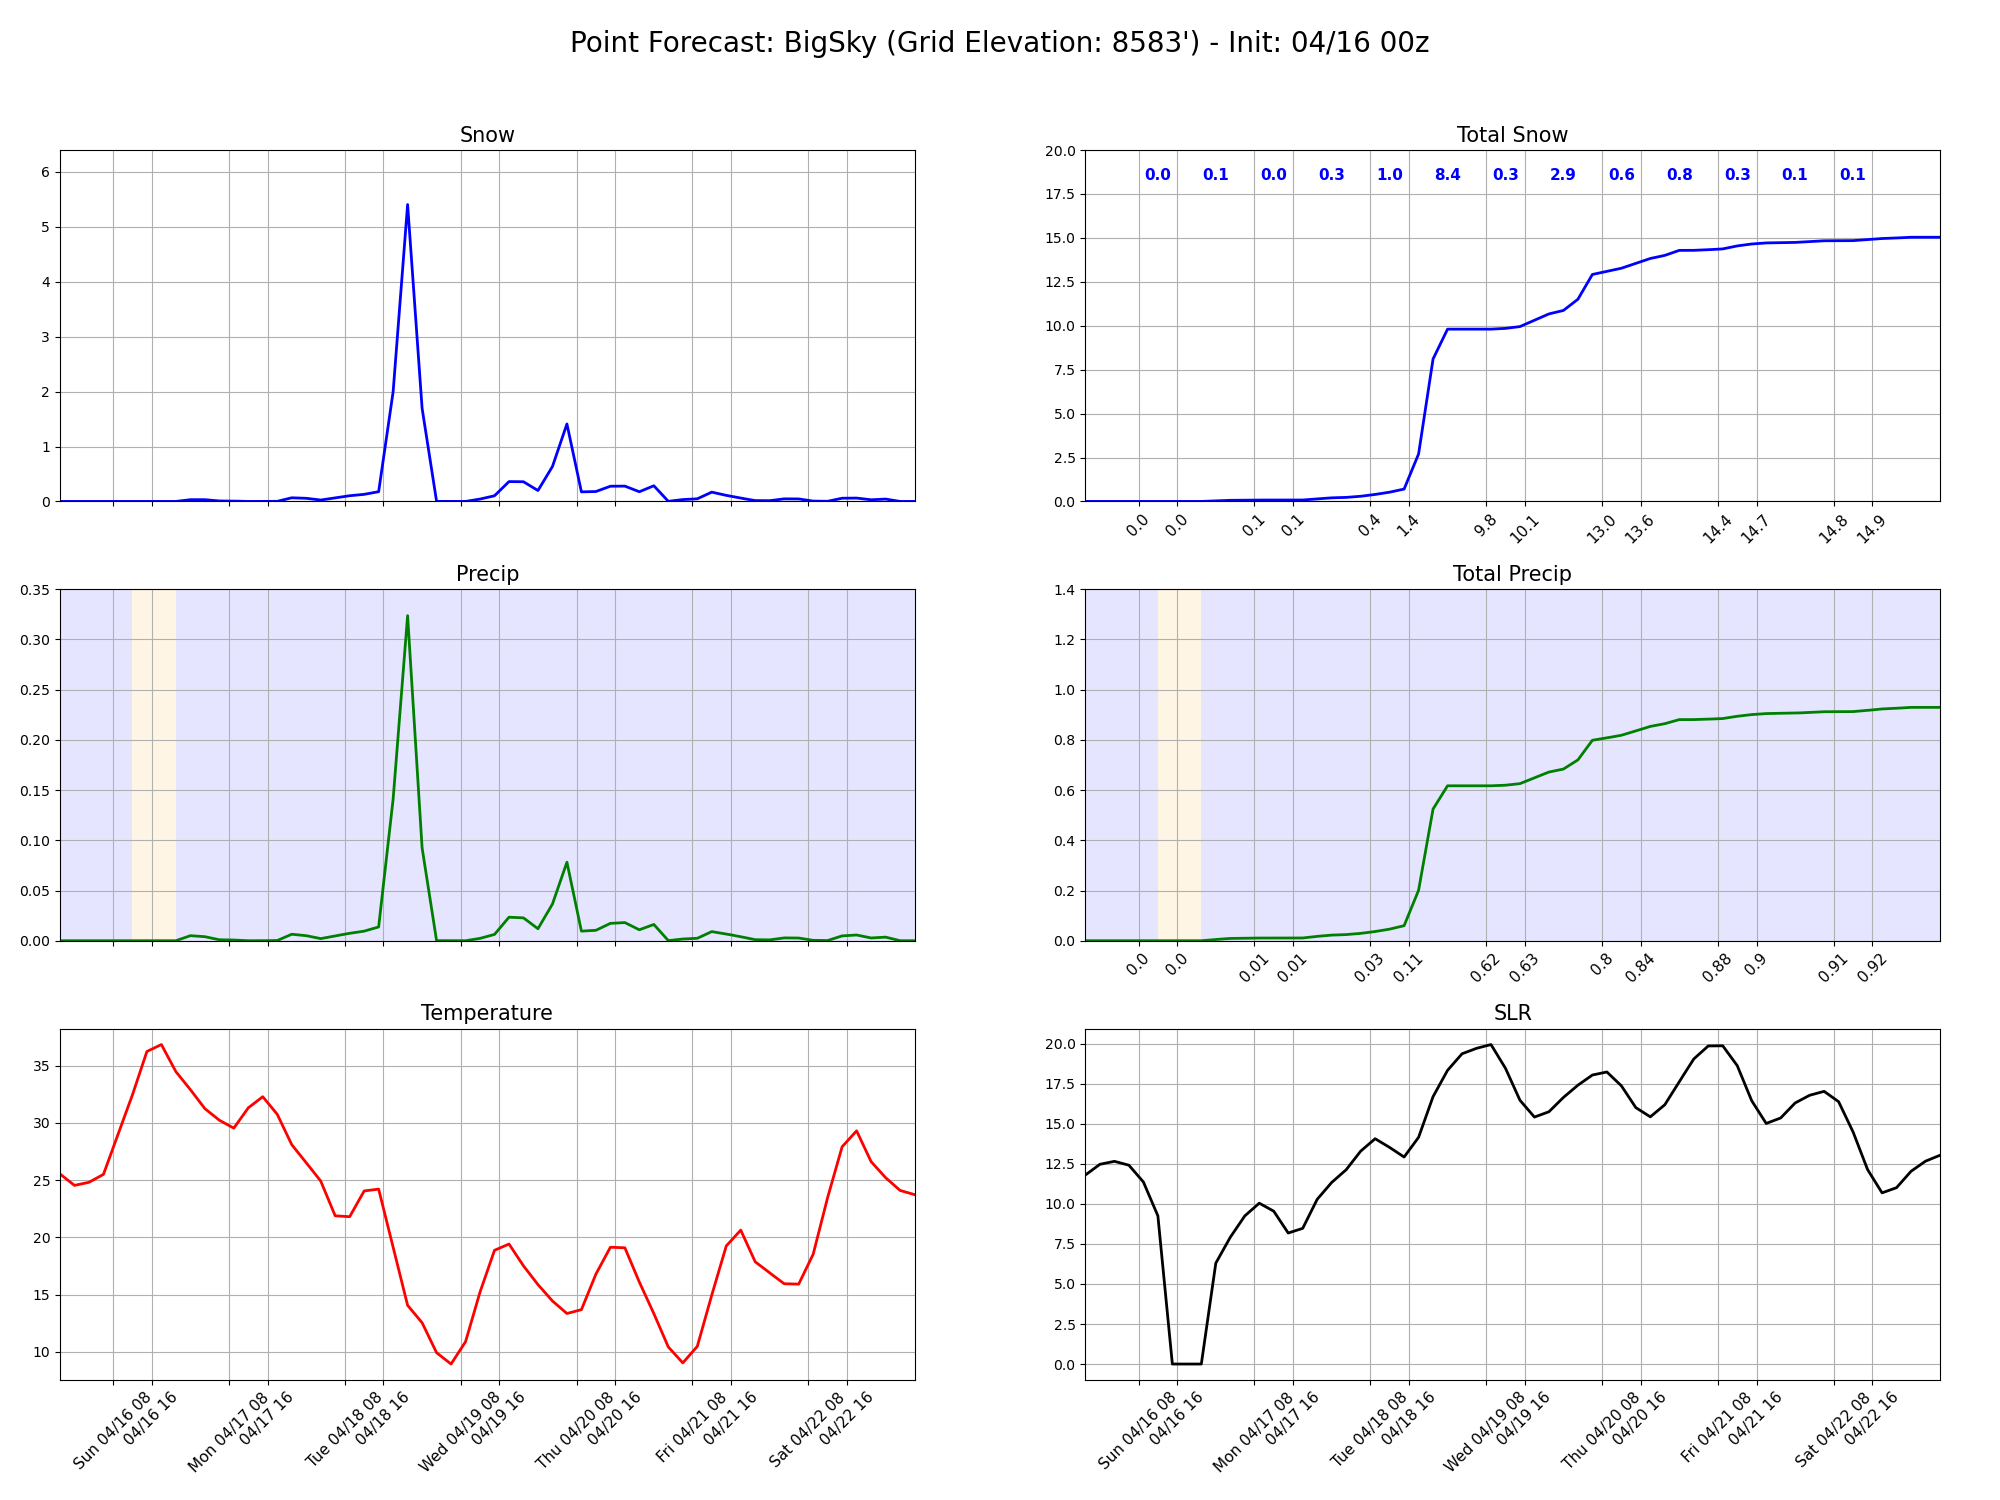 Point Forecast: BigSky (Grid Elevation: 8583') - Init: 04/16 00z
Snow
6
5
4
3
2
1
0
Total Snow
20.0
17.5
15.0
12.5
10.0
7.5
5.0
2.5
0.0
0.0 0.1 0.0 0.3 1.0 8.4 0.3 2.9 0.6 0.8 0.3 0.1 0.1
0.0 0.0 0.1 0.1 0.4 1.4 9.8 10.1 13.0 13.6 14.4 14.7 14.8 14.9
Precip
0.35
0.30
0.25
0.20
0.15
0.10
0.05
0.00
Total Precip
1.4
1.2
1.0
0.8
0.6
0.4
0.2
0.0
0.0 0.0 0.01 0.01 0.03 0.11 0.62 0.63 0.8 0.84 0.88 0.9 0.91 0.92
Temperature
35
30
25
20
15
10
Sun 04/16 08
04/16 16
Mon 04/17 08
04/17 16
Tue 04/18 08
04/18 16
Wed 04/19 08
04/19 16
Thu 04/20 08
04/20 16
Fri 04/21 08
04/21 16
Sat 04/22 08
04/22 16
SLR
20.0
17.5
15.0
12.5
10.0
7.5
5.0
2.5
0.0
Sun 04/16 08
04/16 16
Mon 04/17 08
04/17 16
Tue 04/18 08
04/18 16
Wed 04/19 08
04/19 16
Thu 04/20 08
04/20 16
Fri 04/21 08
04/21 16
Sat 04/22 08
04/22 16